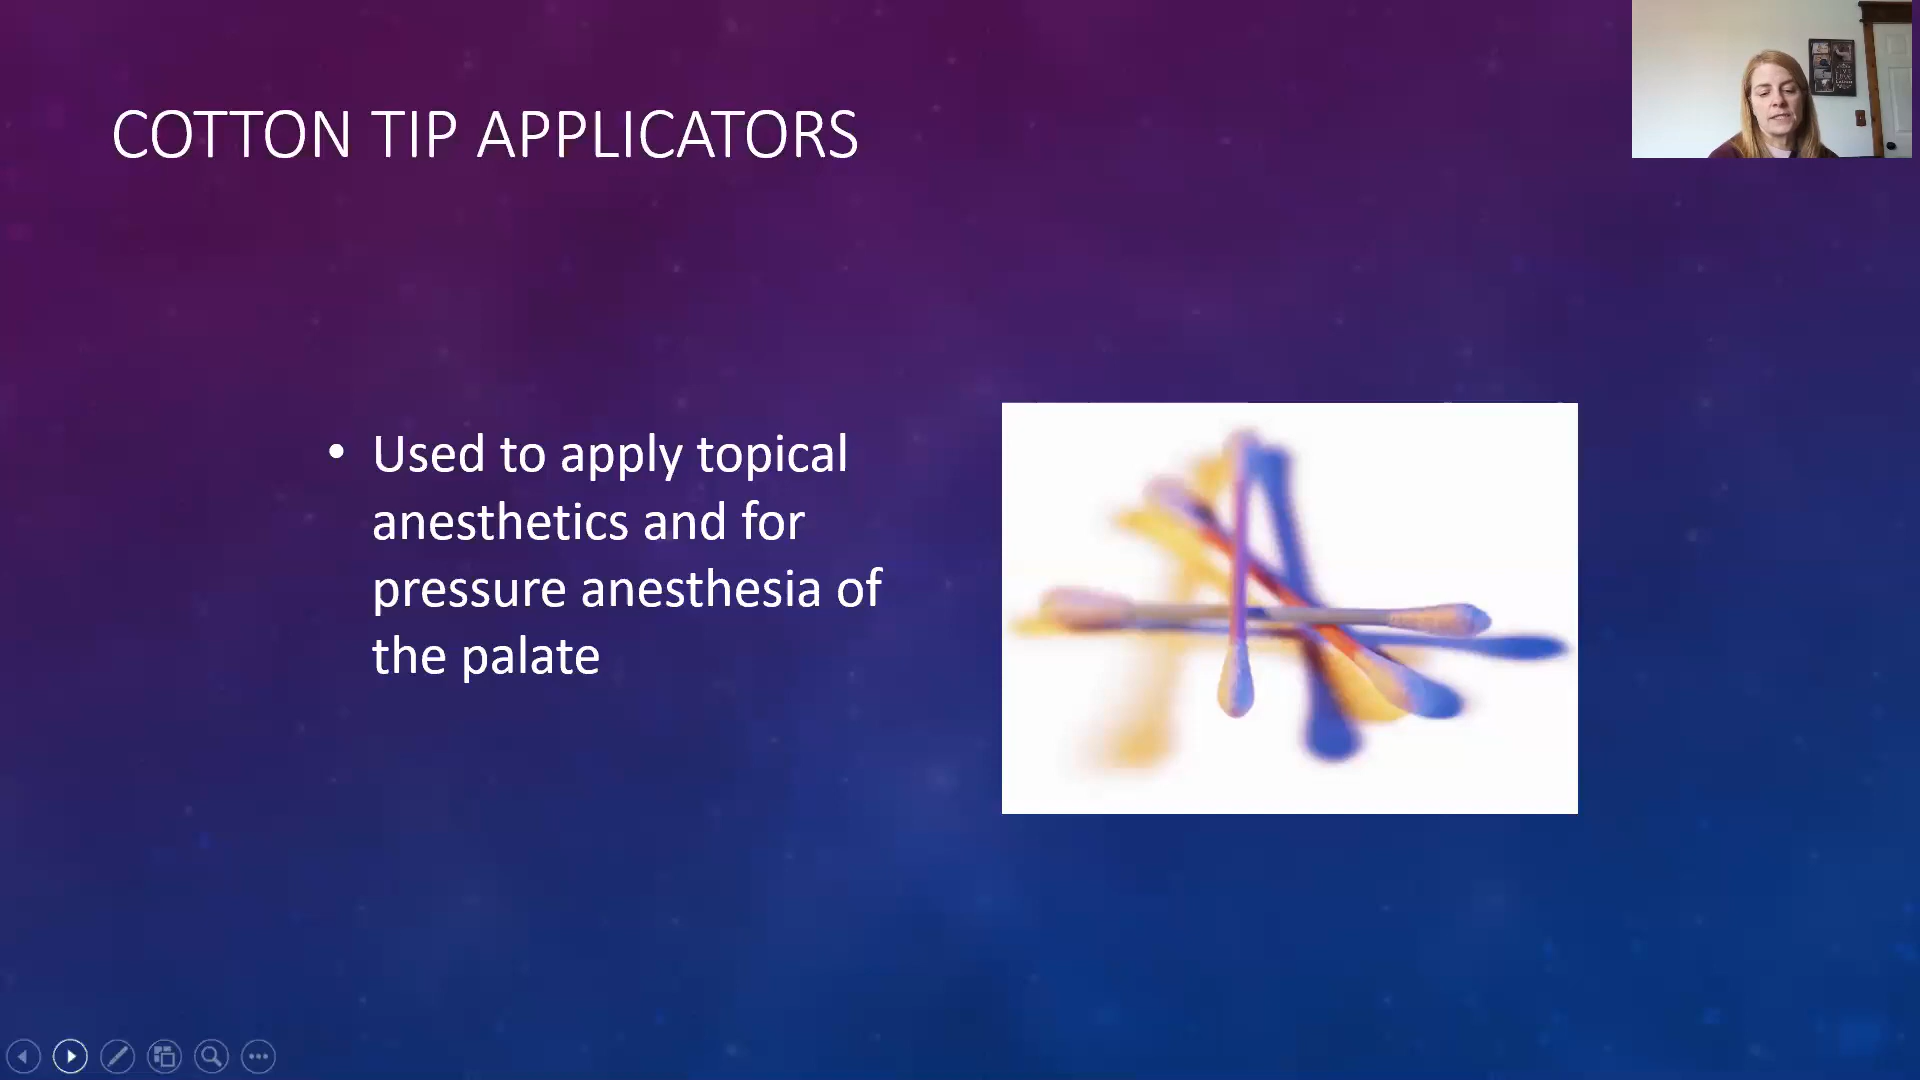 COTTON TIP APPLICATORS
• Used to apply topical
anesthetics and for
pressure anesthesia of
the palate